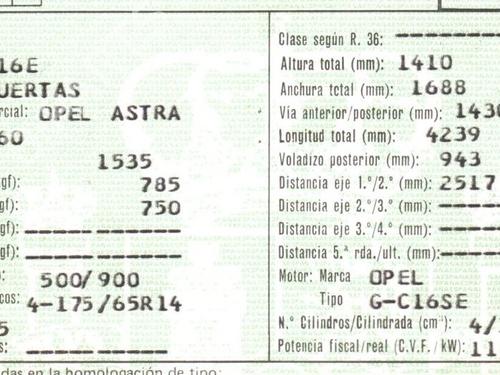 16E
UERTAS
rcial: OPEL ASTRA
60
1535
gf): 785
gf): 750
gf): ---------
gf): ---------
: 500/900
cos: 4-175/65R14
5
s: ---------
das en la homologación de tipo:
Clase según R. 36: ---------
Altura total (mm): 1410
Anchura total (mm): 1688
Vía anterior/posterior (mm): 1430
Longitud total (mm): 4239
Voladizo posterior (mm): 943
Distancia eje 1.º/2.º (mm): 2517
Distancia eje 2.º/3.º (mm): ----
Distancia eje 3.º/4.º (mm): ----
Distancia 5.ª rda./ult. (mm): ----
Motor: Marca OPEL
Tipo G-C16SE
N.º Cilindros/Cilindrada (cm³): 4/
Potencia fiscal/real (C.V.F./kW): 11